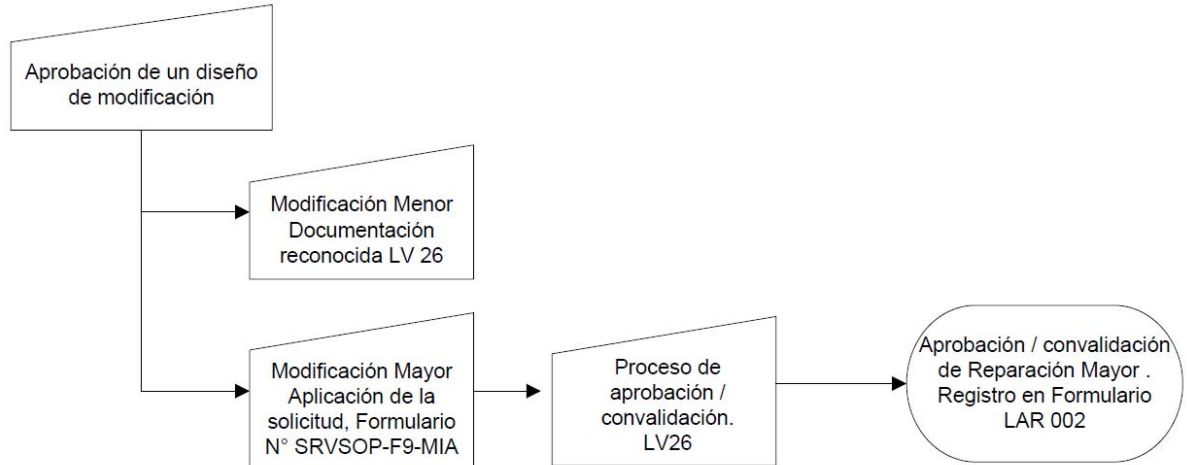 Aprobación de un diseño
de modificación
Modificación Menor
Documentación
reconocida LV 26
Modificación Mayor
Aplicación de la
solicitud, Formulario
N° SRVSOP-F9-MIA
Proceso de
aprobación /
convalidación.
LV26
Aprobación / convalidación
de Reparación Mayor .
Registro en Formulario
LAR 002